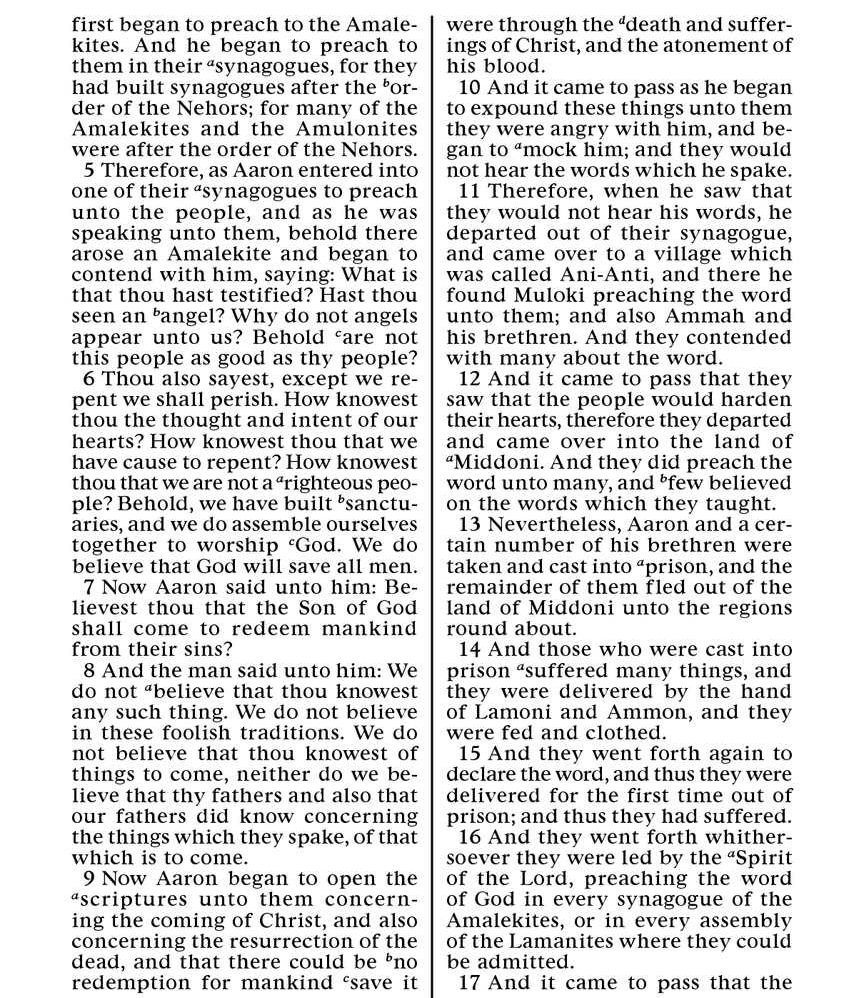 first began to preach to the Amale-
kites. And he began to preach to
them in their ᵃsynagogues, for they
had built synagogues after the ᵇor-
der of the Nehors; for many of the
Amalekites and the Amulonites
were after the order of the Nehors.
5 Therefore, as Aaron entered into
one of their ᵃsynagogues to preach
unto the people, and as he was
speaking unto them, behold there
arose an Amalekite and began to
contend with him, saying: What is
that thou hast testified? Hast thou
seen an ᵇangel? Why do not angels
appear unto us? Behold ᶜare not
this people as good as thy people?
6 Thou also sayest, except we re-
pent we shall perish. How knowest
thou the thought and intent of our
hearts? How knowest thou that we
have cause to repent? How knowest
thou that we are not a ᵃrighteous peo-
ple? Behold, we have built ᵇsanctu-
aries, and we do assemble ourselves
together to worship ᶜGod. We do
believe that God will save all men.
7 Now Aaron said unto him: Be-
lievest thou that the Son of God
shall come to redeem mankind
from their sins?
8 And the man said unto him: We
do not ᵃbelieve that thou knowest
any such thing. We do not believe
in these foolish traditions. We do
not believe that thou knowest of
things to come, neither do we be-
lieve that thy fathers and also that
our fathers did know concerning
the things which they spake, of that
which is to come.
9 Now Aaron began to open the
ᵃscriptures unto them concern-
ing the coming of Christ, and also
concerning the resurrection of the
dead, and that there could be ᵇno
redemption for mankind ᶜsave it
were through the ᵈdeath and suffer-
ings of Christ, and the atonement of
his blood.
10 And it came to pass as he began
to expound these things unto them
they were angry with him, and be-
gan to ᵃmock him; and they would
not hear the words which he spake.
11 Therefore, when he saw that
they would not hear his words, he
departed out of their synagogue,
and came over to a village which
was called Ani-Anti, and there he
found Muloki preaching the word
unto them; and also Ammah and
his brethren. And they contended
with many about the word.
12 And it came to pass that they
saw that the people would harden
their hearts, therefore they departed
and came over into the land of
ᵃMiddoni. And they did preach the
word unto many, and ᵇfew believed
on the words which they taught.
13 Nevertheless, Aaron and a cer-
tain number of his brethren were
taken and cast into ᵃprison, and the
remainder of them fled out of the
land of Middoni unto the regions
round about.
14 And those who were cast into
prison ᵃsuffered many things, and
they were delivered by the hand
of Lamoni and Ammon, and they
were fed and clothed.
15 And they went forth again to
declare the word, and thus they were
delivered for the first time out of
prison; and thus they had suffered.
16 And they went forth whither-
soever they were led by the ᵃSpirit
of the Lord, preaching the word
of God in every synagogue of the
Amalekites, or in every assembly
of the Lamanites where they could
be admitted.
17 And it came to pass that the